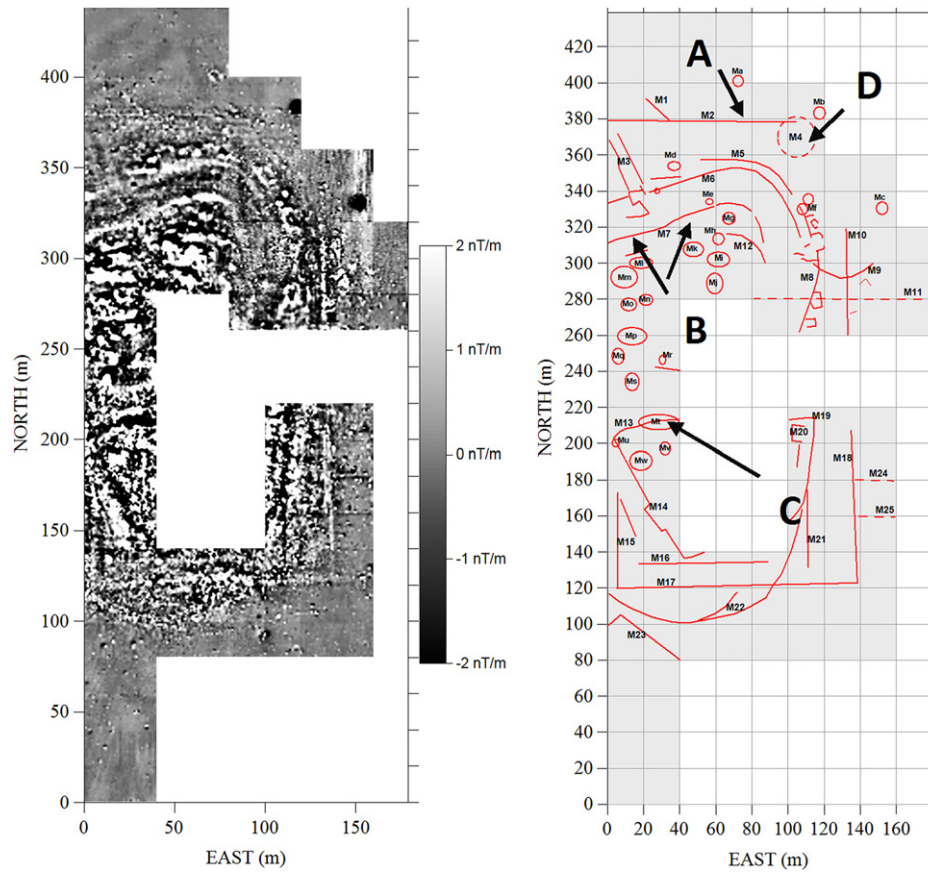 400
350
300
250
200
150
100
50
0
0 50 100 150
NORTH (m)
EAST (m)
2 nT/m
1 nT/m
0 nT/m
-1 nT/m
-2 nT/m
420
400
380
360
340
320
300
280
260
240
220
200
180
160
140
120
100
80
60
40
20
0
0 20 40 60 80 100 120 140 160
NORTH (m)
EAST (m)
A
D
B
C
Ma
M1
Mb
M2
M4
M3
Md
M5
M6
Me
Mc
Mf
Mg
M7
Mh
M10
M12
Mk
Ml
Mi
M9
Mm
M8
Mj
M11
Mn
Mo
Mp
Mq
Mr
Ms
M13
Mt
M19
M20
Mu
Mv
M18
Mw
M24
M14
M25
M15
M21
M16
M17
M22
M23